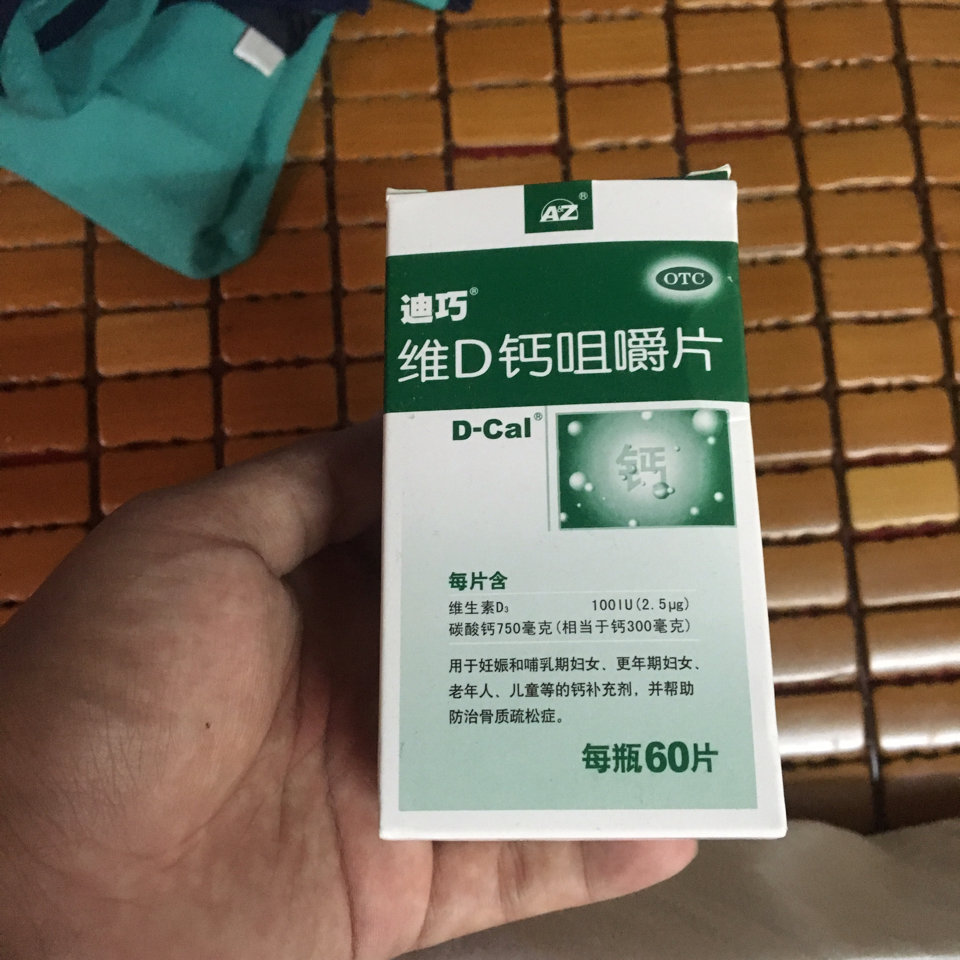 A&Z®
OTC
迪巧®
维D钙咀嚼片
D-Cal®
钙
每片含
维生素D₃ 100IU(2.5μg)
碳酸钙750毫克(相当于钙300毫克)
用于妊娠和哺乳期妇女、更年期妇女、
老年人、儿童等的钙补充剂，并帮助
防治骨质疏松症。
每瓶60片